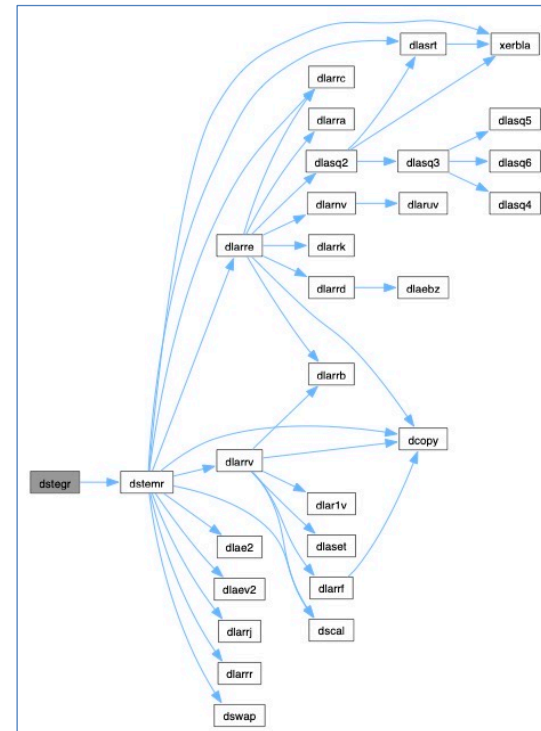 dlasrt
xerbla
dlarrc
dlarra
dlasq5
dlasq2
dlasq3
dlasq6
dlarnv
dlaruv
dlasq4
dlarre
dlarrk
dlarrd
dlaebz
dlarrb
dcopy
dlarrv
dstegr
dstemr
dlar1v
dlaset
dlae2
dlarrf
dlaev2
dscal
dlarrj
dlarrr
dswap